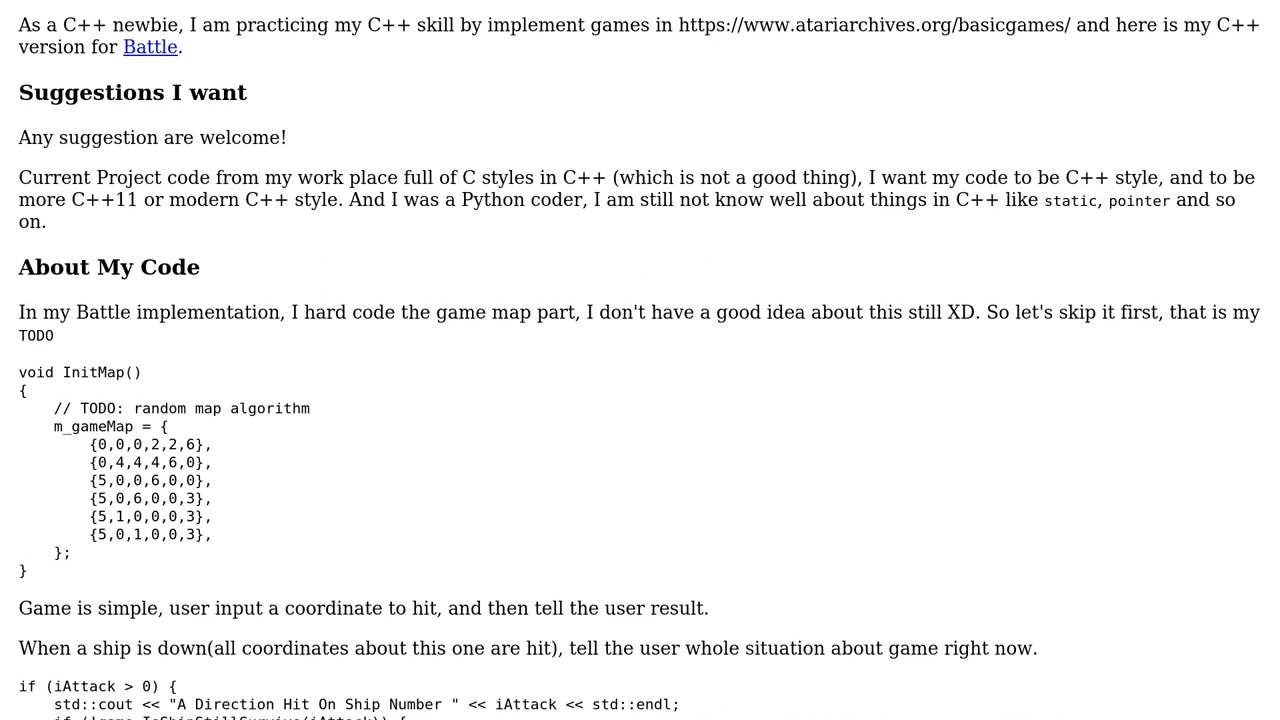 As a C++ newbie, I am practicing my C++ skill by implement games in https://www.atariarchives.org/basicgames/ and here is my C++
version for Battle.
Suggestions I want
Any suggestion are welcome!
Current Project code from my work place full of C styles in C++ (which is not a good thing), I want my code to be C++ style, and to be
more C++11 or modern C++ style. And I was a Python coder, I am still not know well about things in C++ like static, pointer and so
on.
About My Code
In my Battle implementation, I hard code the game map part, I don't have a good idea about this still XD. So let's skip it first, that is my
TODO
void InitMap()
{
    // TODO: random map algorithm
    m_gameMap = {
        {0,0,0,2,2,6},
        {0,4,4,4,6,0},
        {5,0,0,6,0,0},
        {5,0,6,0,0,3},
        {5,1,0,0,0,3},
        {5,0,1,0,0,3},
    };
}
Game is simple, user input a coordinate to hit, and then tell the user result.
When a ship is down(all coordinates about this one are hit), tell the user whole situation about game right now.
if (iAttack > 0) {
    std::cout << "A Direction Hit On Ship Number " << iAttack << std::endl;
    if (!game.IsShipStillSurvive(iAttack)) {